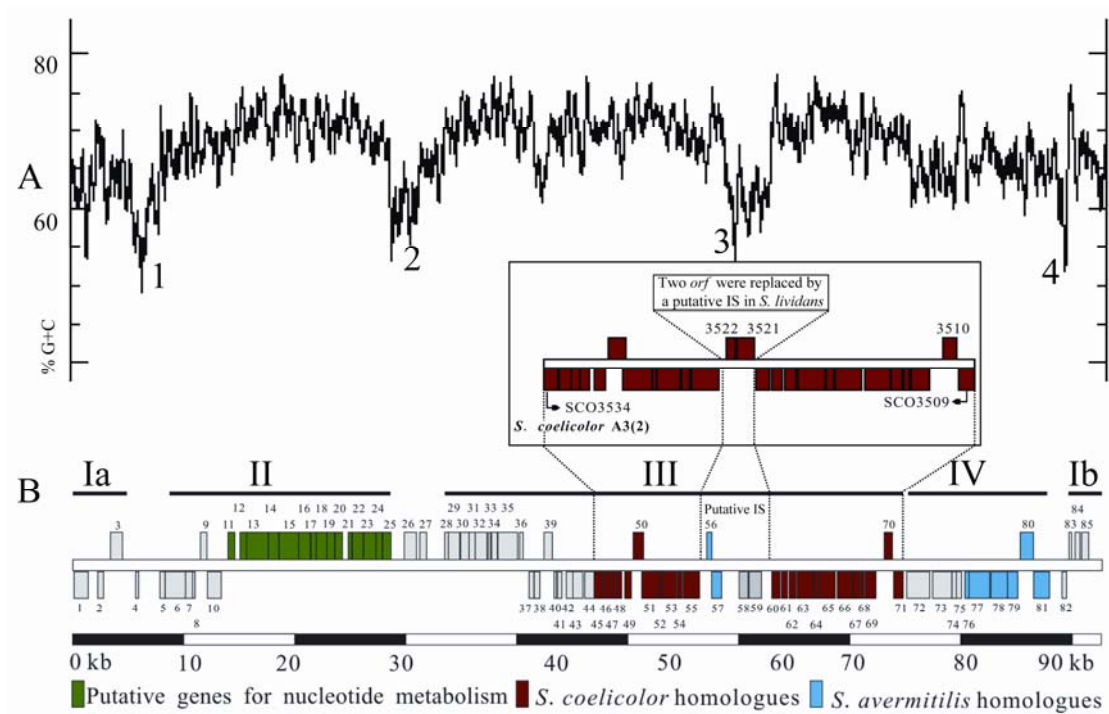 80
A
60
1
2
3
4
% G+C
Two orf were replaced by
a putative IS in S. lividans
3522 3521 3510
SCO3534 SCO3509
S. coelicolor A3(2)
B Ia II III IV Ib
12 14 16 18 20 22 24 29 31 33 35 Putative IS 84
3 9 11 13 15 17 19 21 23 25 26 27 28 30 32 34 36 39 50 56 70 80 83 85
1 2 4 5 6 7 10 37 38 40 42 44 46 48 51 53 55 57 58 59 60 61 63 65 66 68 71 72 73 75 77 78 79 81 82
8 41 43 45 47 49 52 54 62 64 67 69 74 76
0 kb 10 20 30 40 50 60 70 80 90 kb
Putative genes for nucleotide metabolism S. coelicolor homologues S. avermitilis homologues